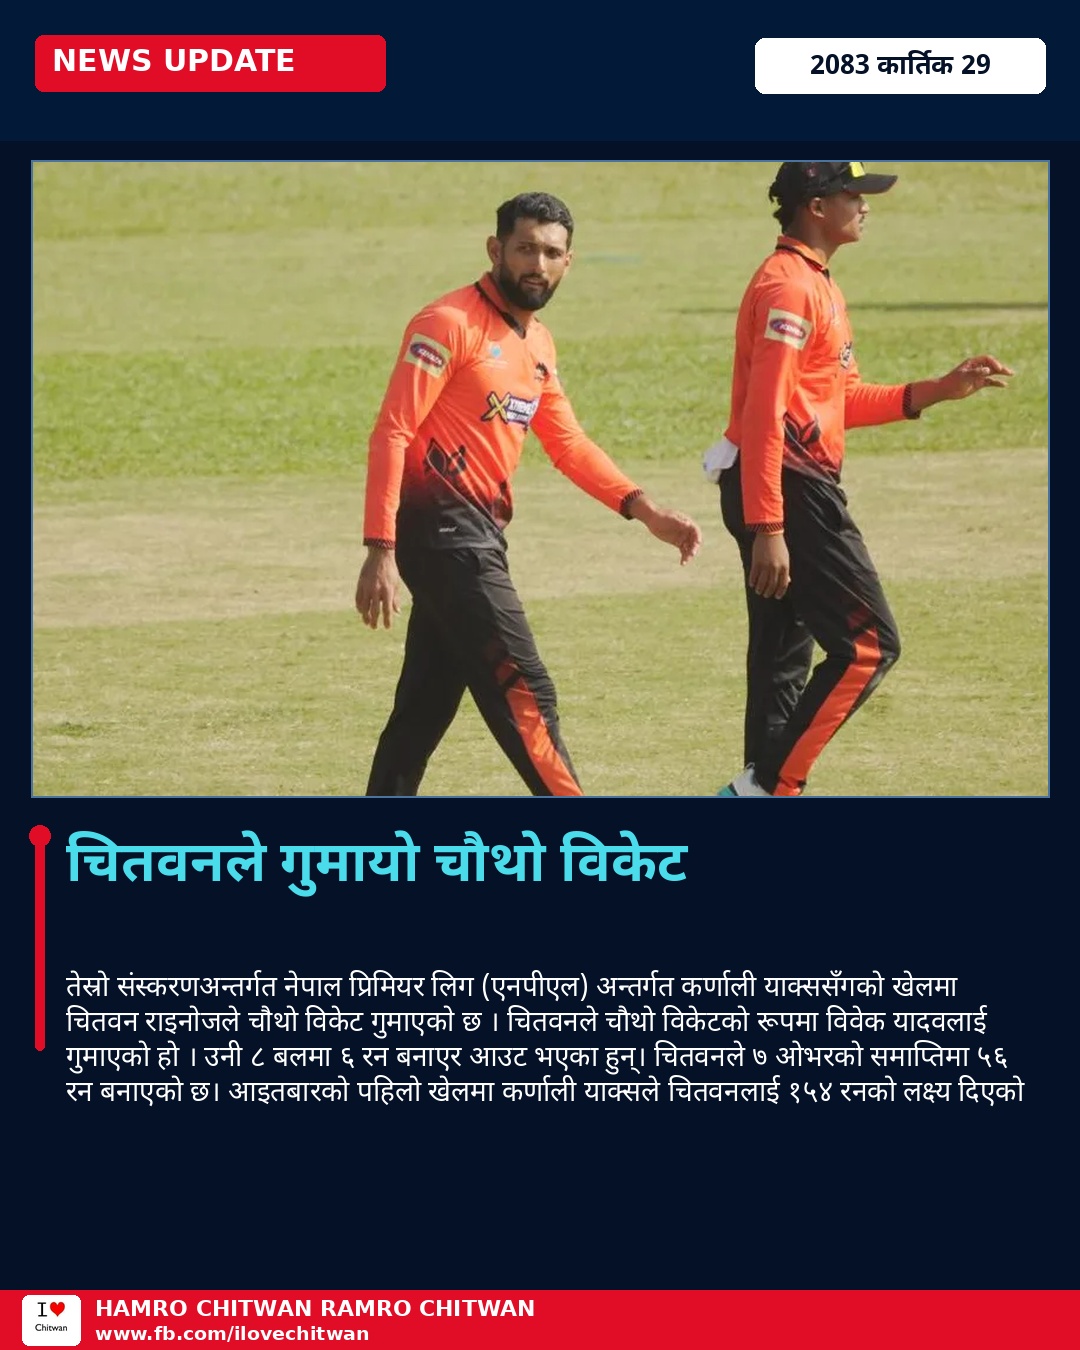 NEWS UPDATE
2083 कार्तिक 29
चितवनले गुमायो चौथो विकेट
तेस्रो संस्करणअन्तर्गत नेपाल प्रिमियर लिग (एनपीएल) अन्तर्गत कर्णाली याक्ससँगको खेलमा
चितवन राइनोजले चौथो विकेट गुमाएको छ । चितवनले चौथो विकेटको रूपमा विवेक यादवलाई
गुमाएको हो । उनी ८ बलमा ६ रन बनाएर आउट भएका हुन्। चितवनले ७ ओभरको समाप्तिमा ५६
रन बनाएको छ। आइतबारको पहिलो खेलमा कर्णाली याक्सले चितवनलाई १५४ रनको लक्ष्य दिएको
I
Chitwan
HAMRO CHITWAN RAMRO CHITWAN
www.fb.com/ilovechitwan